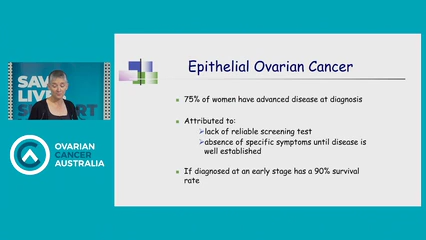 Epithelial Ovarian Cancer
75% of women have advanced disease at diagnosis
Attributed to:
lack of reliable screening test
absence of specific symptoms until disease is
well established
If diagnosed at an early stage has a 90% survival
rate
SAV
LIVE
OVARIAN
CANCER
AUSTRALIA